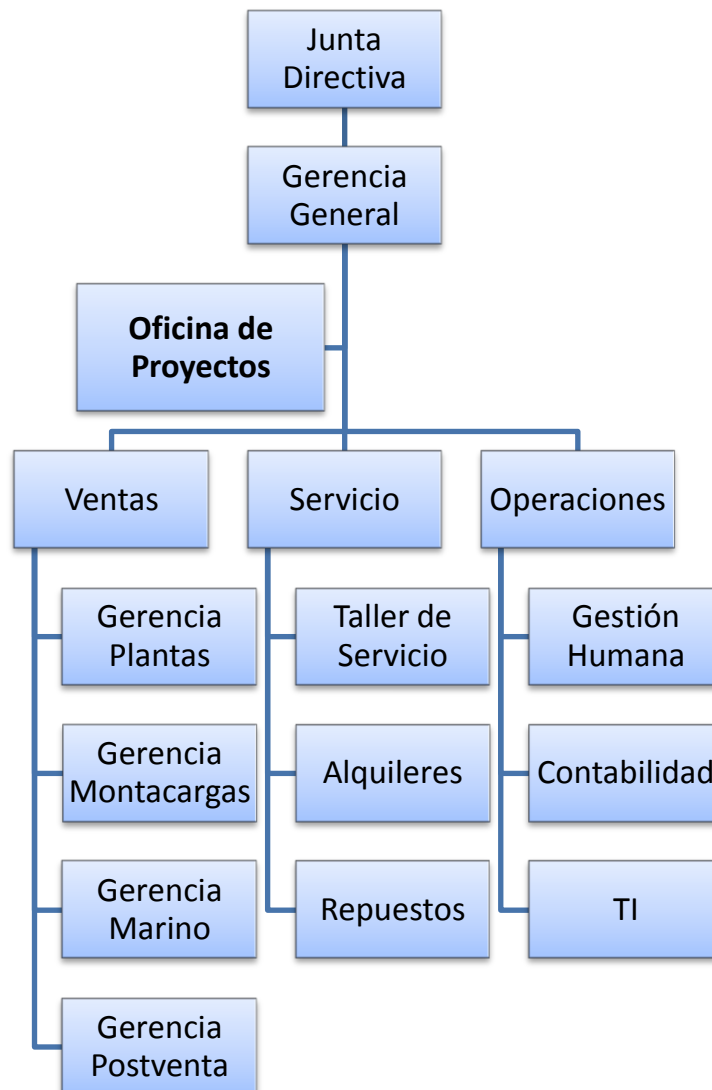 Junta
Directiva
Gerencia
General
Oficina de
Proyectos
Ventas
Servicio
Operaciones
Gerencia
Plantas
Taller de
Servicio
Gestión
Humana
Gerencia
Montacargas
Alquileres
Contabilidad
Gerencia
Marino
Repuestos
TI
Gerencia
Postventa